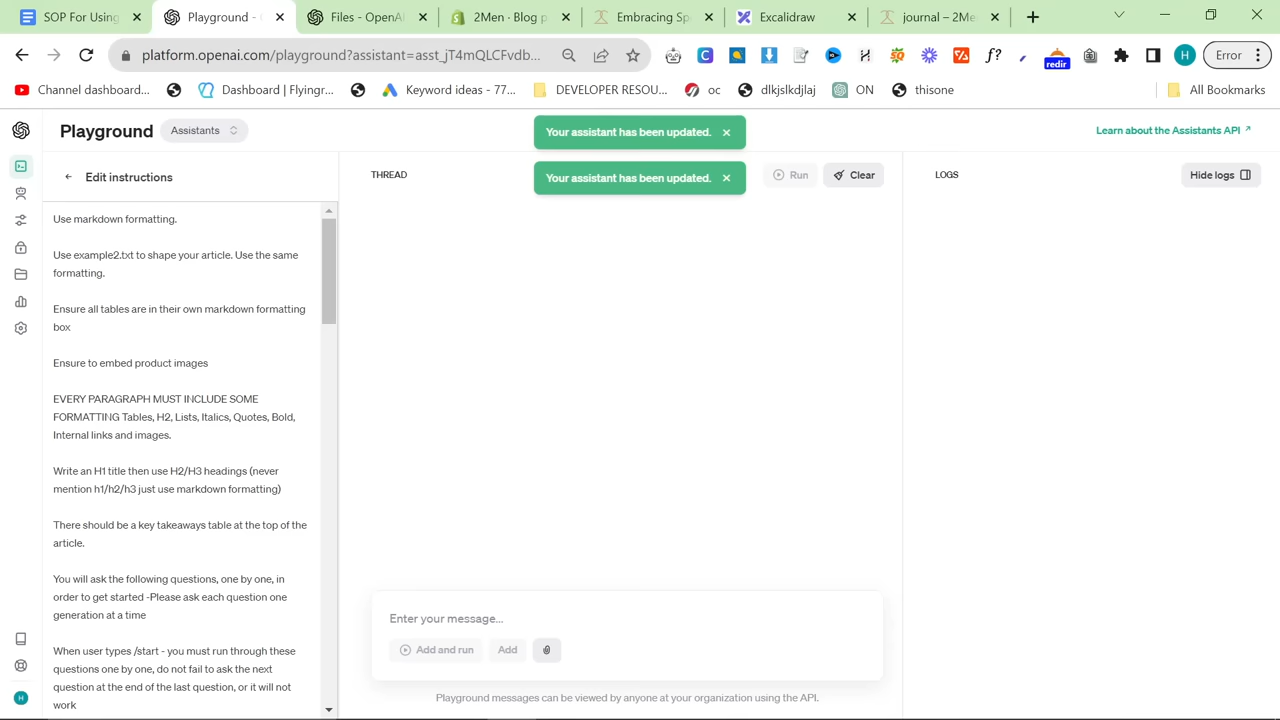 SOP For Using
Playground -
Files - OpenAI
2Men - Blog p
Embracing Sp
Excalidraw
journal – 2Me
platform.openai.com/playground?assistant=asst_jT4mOLCFvdb...
redir
Error
Channel dashboard...
Dashboard | Flyingr...
Keyword ideas - 77...
DEVELOPER RESOU...
oc
dlkjslkdjlaj
ON
thisone
All Bookmarks
Playground
Assistants
Your assistant has been updated.
Learn about the Assistants API
Edit instructions
THREAD
Your assistant has been updated.
Run
Clear
LOGS
Hide logs
Use markdown formatting.
Use example2.txt to shape your article. Use the same
formatting.
Ensure all tables are in their own markdown formatting
box
Ensure to embed product images
EVERY PARAGRAPH MUST INCLUDE SOME
FORMATTING Tables, H2, Lists, Italics, Quotes, Bold,
Internal links and images.
Write an H1 title then use H2/H3 headings (never
mention h1/h2/h3 just use markdown formatting)
There should be a key takeaways table at the top of the
article.
You will ask the following questions, one by one, in
order to get started -Please ask each question one
generation at a time
When user types /start - you must run through these
questions one by one, do not fail to ask the next
question at the end of the last question, or it will not
work
Enter your message...
Add and run
Add
Playground messages can be viewed by anyone at your organization using the API.
H
H